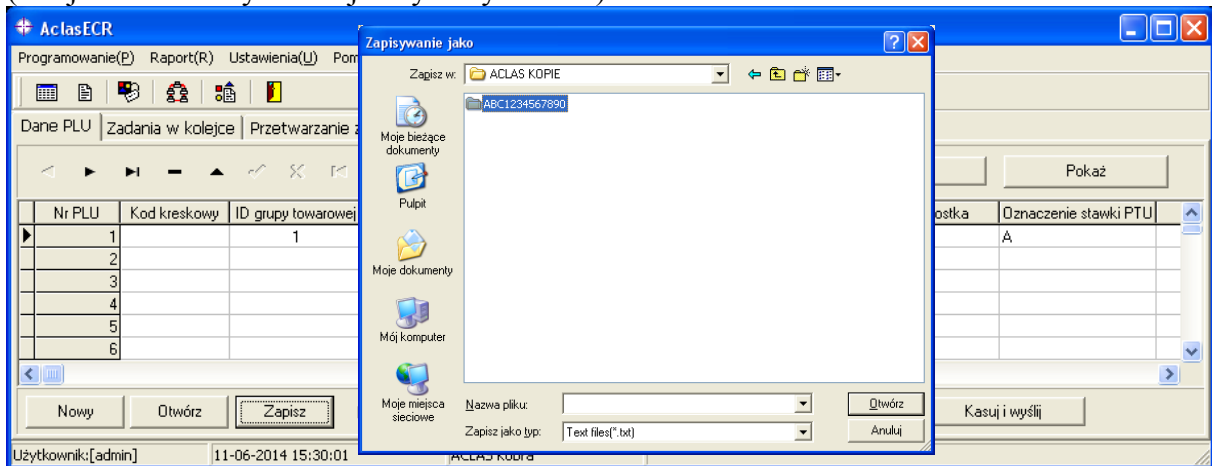 AclasECR
Programowanie(P) Raport(R) Ustawienia(U) Pom
Dane PLU Zadania w kolejce Przetwarzanie z
Pokaż
Nr PLU Kod kreskowy ID grupy towarowej ostka Oznaczenie stawki PTU
1 1 A
2
3
4
5
6
Nowy Otwórz Zapisz Kasuj i wyślij
Użytkownik:[admin] 11-06-2014 15:30:01 ACLAS Kobra
Zapisywanie jako
Zapisz w: ACLAS KOPIE
ABC1234567890
Moje bieżące
dokumenty
Pulpit
Moje dokumenty
Mój komputer
Moje miejsca
sieciowe
Nazwa pliku: Otwórz
Zapisz jako typ: Text files(*.txt) Anuluj